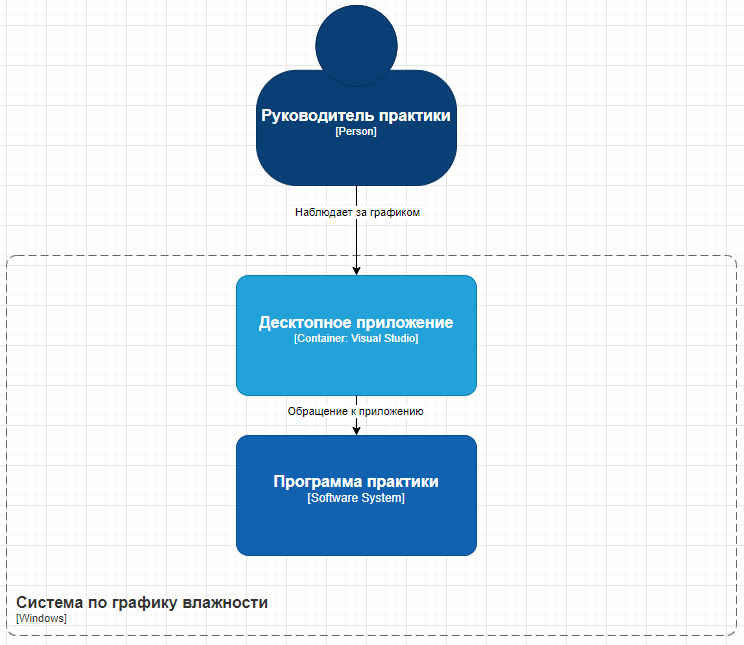 Руководитель практики
[Person]
Наблюдает за графиком
Десктопное приложение
[Container: Visual Studio]
Обращение к приложению
Программа практики
[Software System]
Система по графику влажности
[Windows]